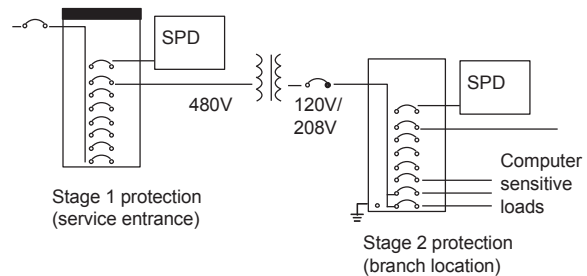 SPD
480V
Stage 1 protection
(service entrance)
120V/
208V
SPD
Computer
sensitive
loads
Stage 2 protection
(branch location)